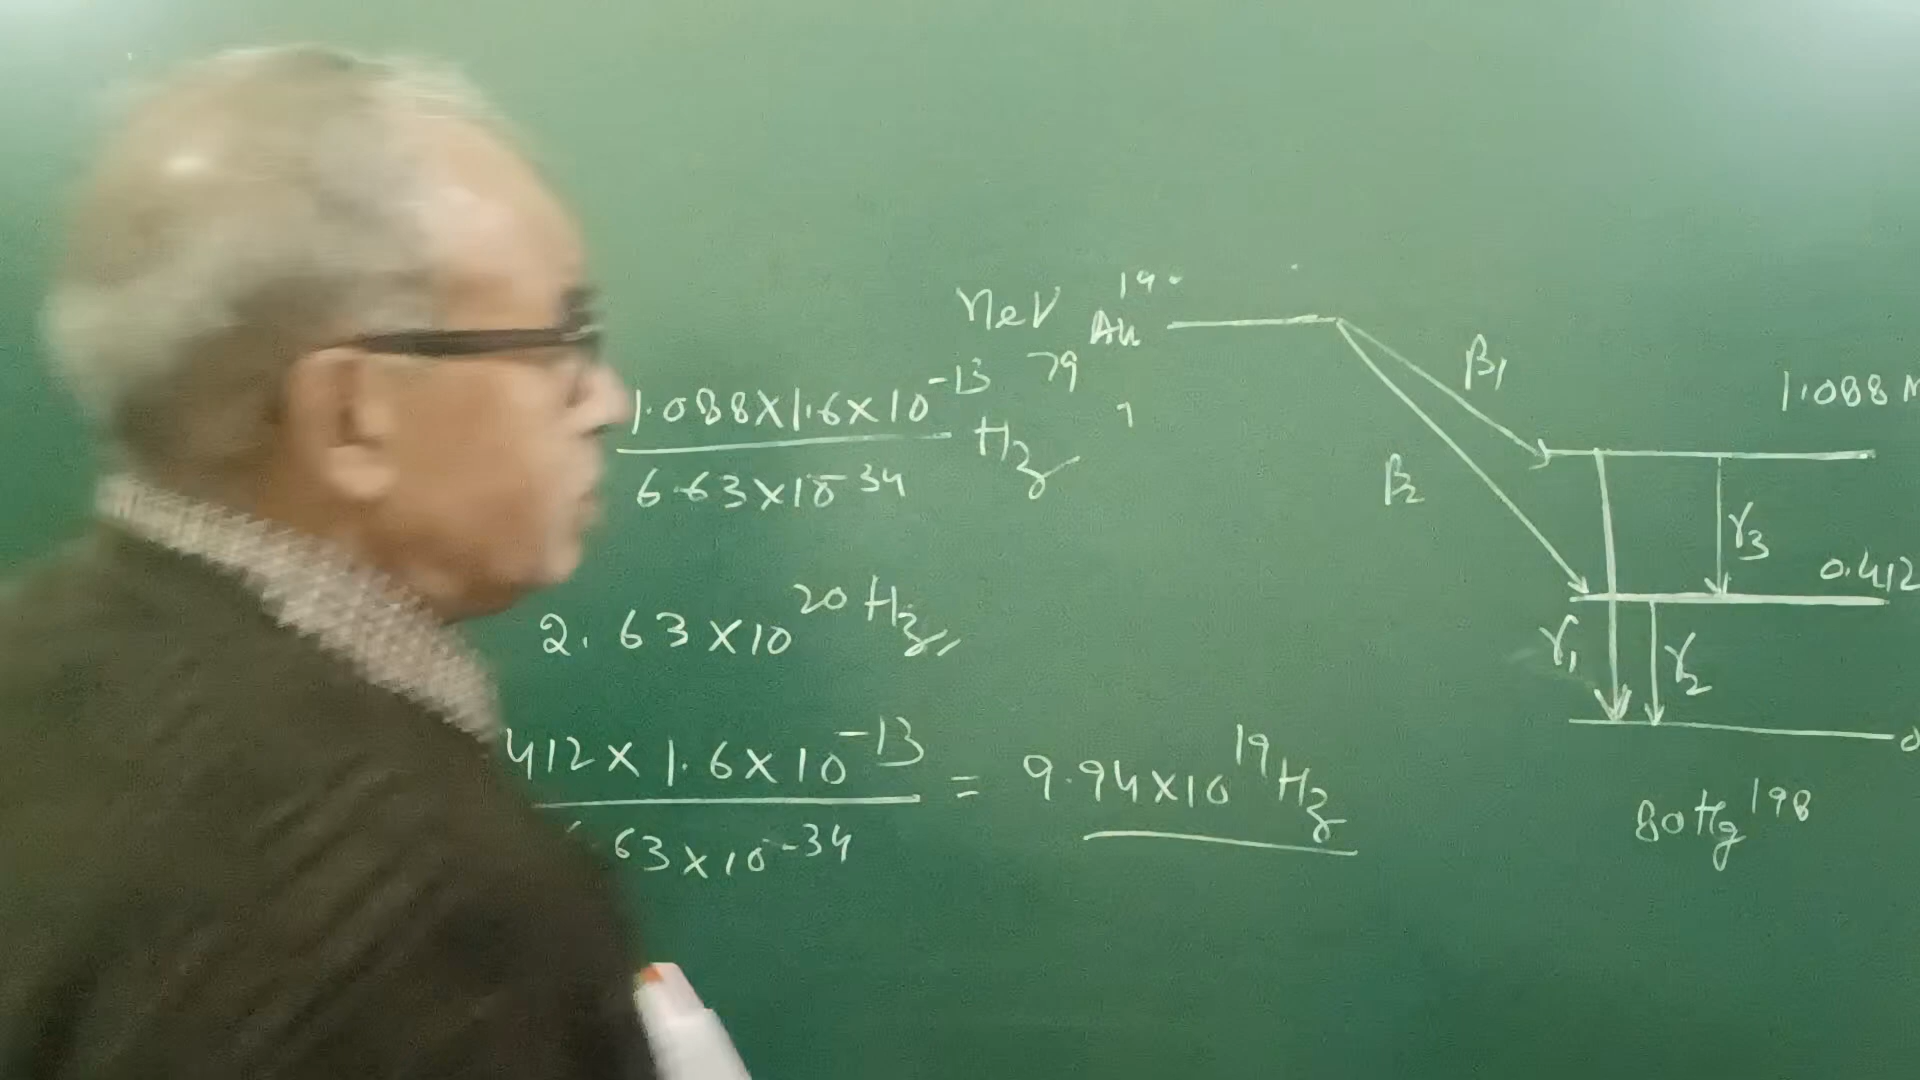 MeV
Au
79
1.088×1.6×10⁻¹³
6.63×10⁻³⁴
Hz
2.63×10²⁰ Hz
412×1.6×10⁻¹³
63×10⁻³⁴
= 9.94×10¹⁹ Hz
β₁
β₂
1.088 M
γ₃
0.412
γ₁
γ₂
0
₈₀Hg¹⁹⁸